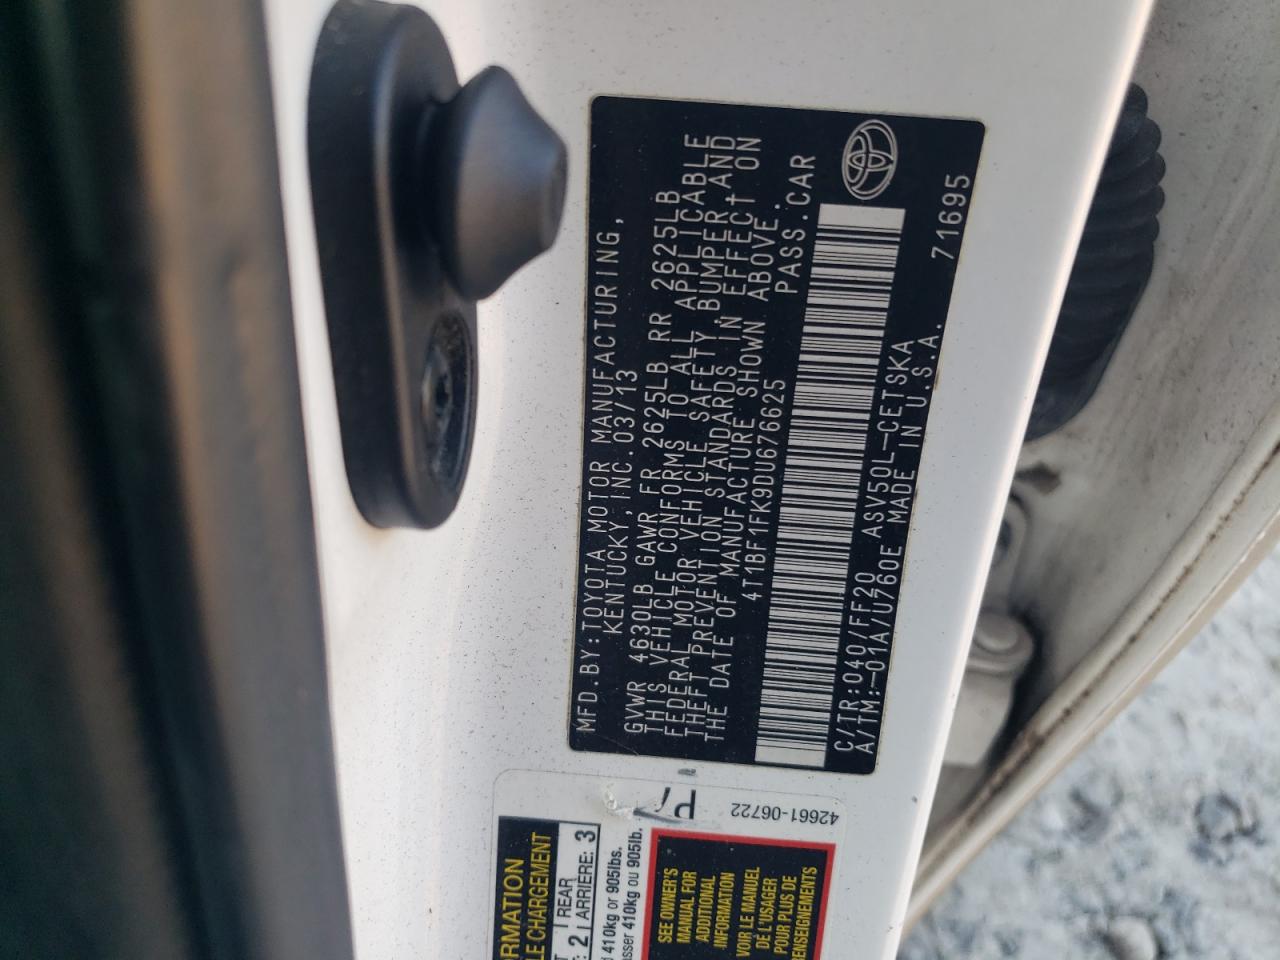 MFD.BY:TOYOTA MOTOR MANUFACTURING,
KENTUCKY,INC.03/13
GVWR 4630LB GAWR FR 2625LB RR 2625LB
THIS VEHICLE CONFORMS TO ALL APPLICABLE
FEDERAL MOTOR VEHICLE SAFETY,BUMPER,AND
THEFT PREVENTION STANDARDS IN EFFECT ON
THE DATE OF MANUFACTURE SHOWN ABOVE.
4T1BF1FK9DU676625 PASS.CAR
C/TR:040/FF20 ASV50L-CETSKA
A/TM:-01A/U760E MADE IN U.S.A. 71695
42661-06722
ORMATION
LE CHARGEMENT
REAR
2 ARRIERE: 3
410kg or 905lbs.
asser 410kg ou 905lb.
SEE OWNER'S
MANUAL FOR
ADDITIONAL
INFORMATION
VOIR LE MANUEL
DE L'USAGER
POUR PLUS DE
RENSEIGNEMENTS